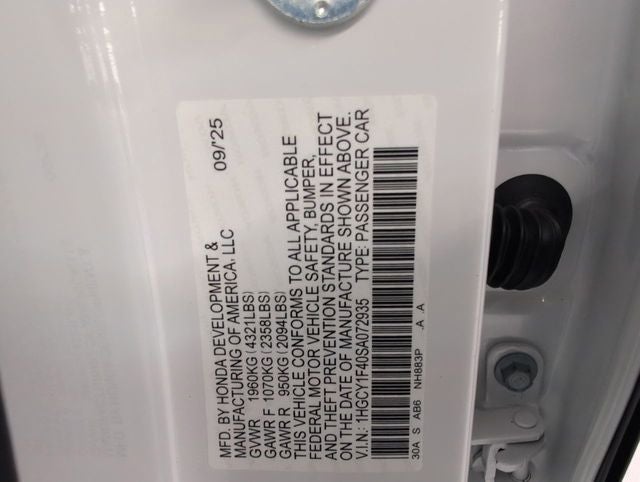 MFD. BY HONDA DEVELOPMENT & 09/'25
MANUFACTURING OF AMERICA, LLC
GVWR 1960KG(4321LBS)
GAWR F 1070KG(2358LBS)
GAWR R 950KG(2094LBS)
THIS VEHICLE CONFORMS TO ALL APPLICABLE
FEDERAL MOTOR VEHICLE SAFETY, BUMPER,
AND THEFT PREVENTION STANDARDS IN EFFECT
ON THE DATE OF MANUFACTURE SHOWN ABOVE.
V.I.N.: 1HGCY1F40SA072935 TYPE: PASSENGER CAR
30A S AB6 NH883P _A _A